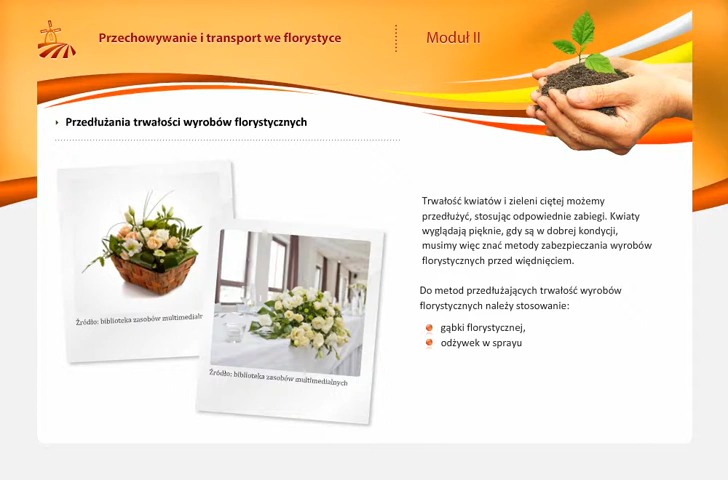 Przechowywanie i transport we florystyce
Moduł II
Przedłużania trwałości wyrobów florystycznych
Źródło: biblioteka zasobów multimedialn
Źródło: biblioteka zasobów multimedialnych
Trwałość kwiatów i zieleni ciętej możemy
przedłużyć, stosując odpowiednie zabiegi. Kwiaty
wyglądają pięknie, gdy są w dobrej kondycji,
musimy więc znać metody zabezpieczania wyrobów
florystycznych przed więdnięciem.
Do metod przedłużających trwałość wyrobów
florystycznych należy stosowanie:
gąbki florystycznej,
odżywek w sprayu